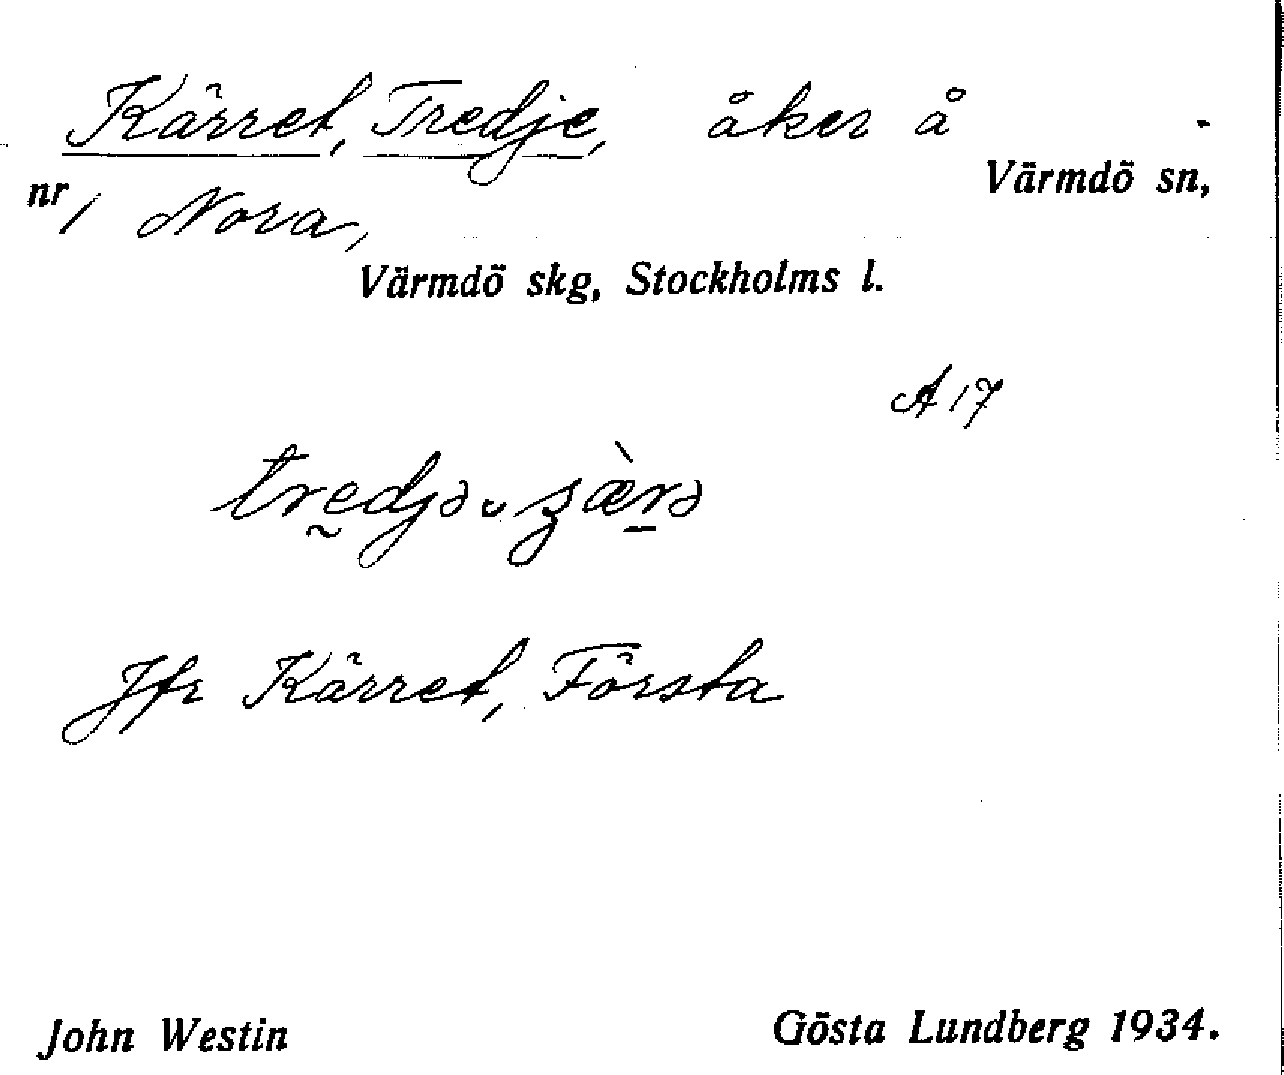 Kärret, Tredje, åker å
Värmdö sn,
nr 1 Nora,
Värmdö skg, Stockholms l.
A 17
Jfr Kärret, Första
John Westin
Gösta Lundberg 1934.